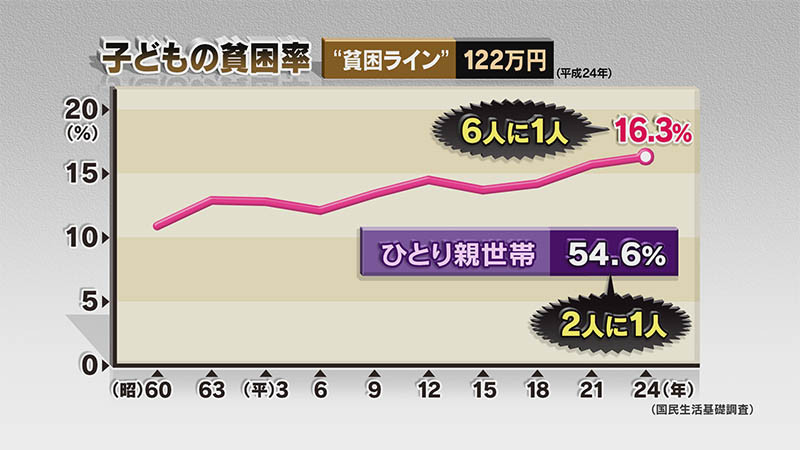 子どもの貧困率 “貧困ライン” 122万円 (平成24年)
20
(%)
6人に1人 16.3%
15
10
ひとり親世帯 54.6%
5
2人に1人
0
(昭)60 63 (平)3 6 9 12 15 18 21 24(年)
(国民生活基礎調査)